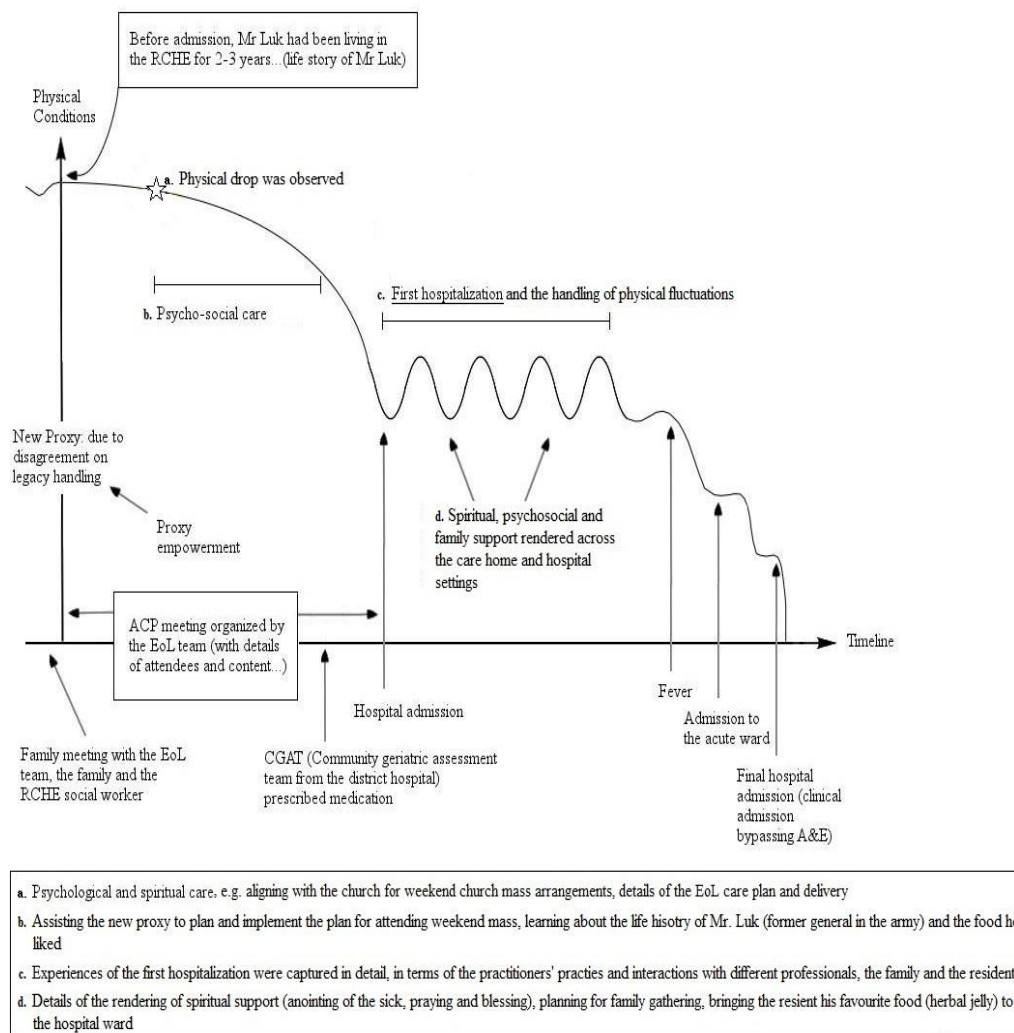 Before admission, Mr Luk had been living in
the RCHE for 2-3 years...(life story of Mr Luk)
Physical
Conditions
a. Physical drop was observed
b. Psycho-social care
c. First hospitalization and the handling of physical fluctuations
New Proxy: due to
disagreement on
legacy handling
Proxy
empowerment
d. Spiritual, psychosocial and
family support rendered across
the care home and hospital
settings
ACP meeting organized by
the EoL team (with details
of attendees and content...)
Timeline
Family meeting with the EoL
team, the family and the
RCHE social worker
CGAT (Community geriatric assessment
team from the district hospital)
prescribed medication
Hospital admission
Fever
Admission to
the acute ward
Final hospital
admission (clinical
admission
bypassing A&E)
a. Psychological and spiritual care, e.g. aligning with the church for weekend church mass arrangements, details of the EoL care plan and delivery
b. Assisting the new proxy to plan and implement the plan for attending weekend mass, learning about the life hisotry of Mr. Luk (former general in the army) and the food he
liked
c. Experiences of the first hospitalization were captured in detail, in terms of the practitioners' practies and interactions with different professionals, the family and the resident
d. Details of the rendering of spiritual support (anointing of the sick, praying and blessing), planning for family gathering, bringing the resient his favourite food (herbal jelly) to
the hospital ward